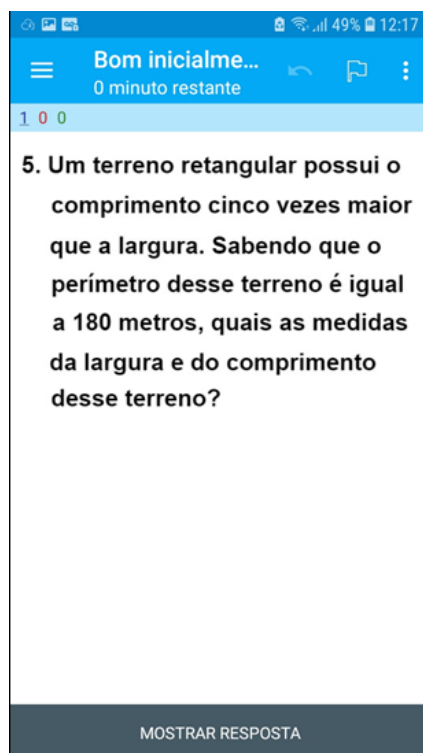 49% 12:17
Bom inicialme...
0 minuto restante
1 0 0
5. Um terreno retangular possui o
comprimento cinco vezes maior
que a largura. Sabendo que o
perímetro desse terreno é igual
a 180 metros, quais as medidas
da largura e do comprimento
desse terreno?
MOSTRAR RESPOSTA